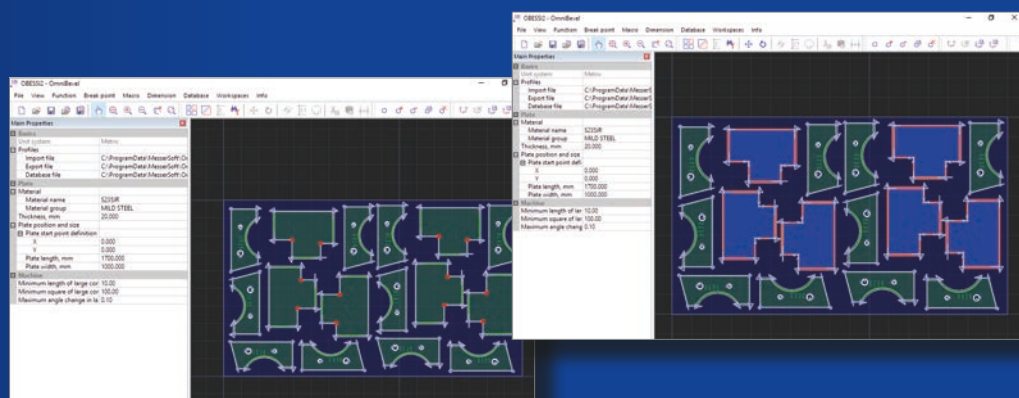 OBESSI2 - OmniBevel
File View Function Break point Macro Dimension Database Workspaces Info
Main Properties
Basics
Unit system Metric
Profiles
Import file C:\ProgramData\MesserSoft\On
Export file C:\ProgramData\MesserSoft\On
Database file C:\ProgramData\MesserSoft\On
Plate
Material
Material name S235JR
Material group MILD STEEL
Thickness, mm 20.000
Plate position and size
Plate start point definition
X 0.000
Y 0.000
Plate length, mm 1700.000
Plate width, mm 1000.000
Machine
Minimum length of large cor 10.00
Minimum square of large cor 100.00
Maximum angle change in la 0.10
OBESSI2 - OmniBevel
File View Function Break point Macro Dimension Database Workspaces Info
Main Properties
Basics
Unit system Metric
Profiles
Import file C:\ProgramData\MesserS
Export file C:\ProgramData\MesserS
Database file C:\ProgramData\MesserS
Plate
Material
Material name S235JR
Material group MILD STEEL
Thickness, mm 20.000
Plate position and size
Plate start point defi
X 0.000
Y 0.000
Plate length, mm 1700.000
Plate width, mm 1000.000
Machine
Minimum length of lar 10.00
Minimum square of lar 100.00
Maximum angle chang 0.10